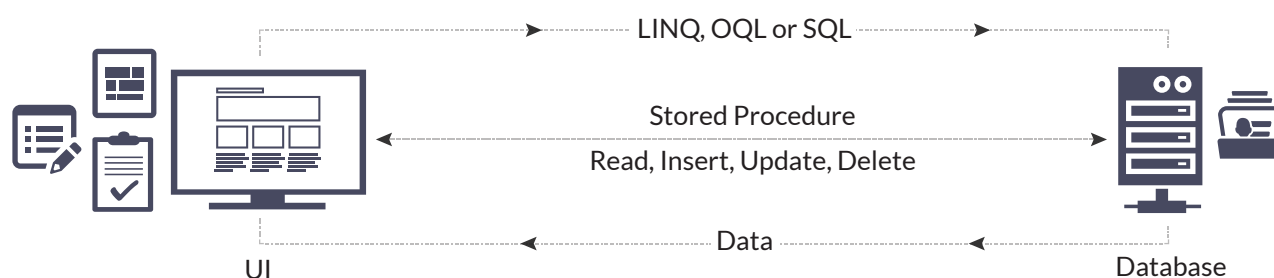 LINQ, OQL or SQL
Stored Procedure
Read, Insert, Update, Delete
Data
UI
Database